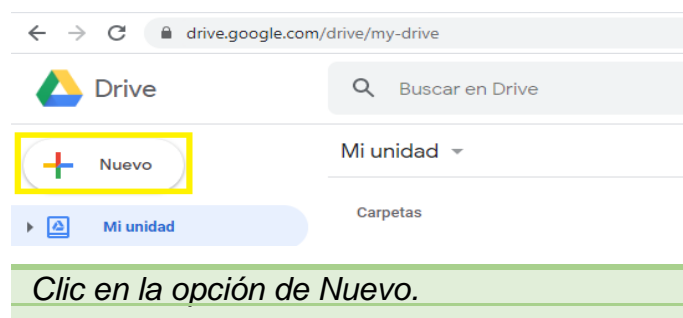 drive.google.com/drive/my-drive
Drive
Buscar en Drive
Nuevo
Mi unidad
Mi unidad
Carpetas
Clic en la opción de Nuevo.